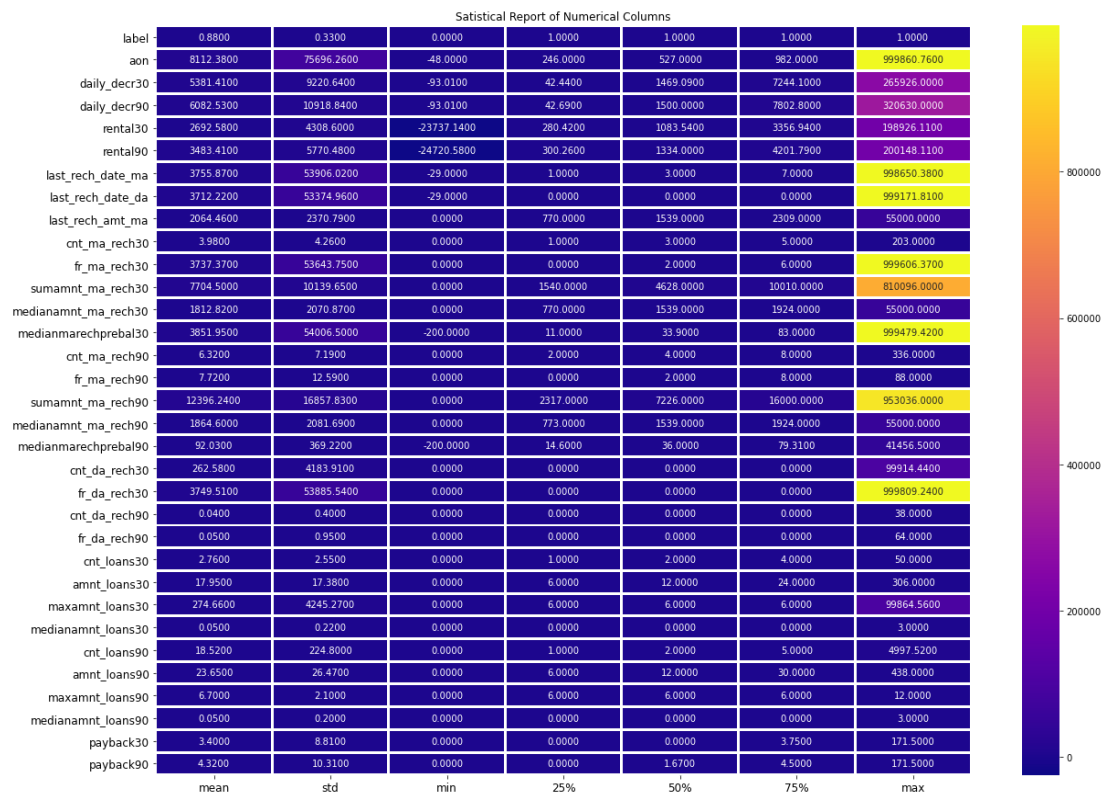 Satistical Report of Numerical Columns
label 0.8800 0.3300 0.0000 1.0000 1.0000 1.0000 1.0000
aon 8112.3800 75696.2600 -48.0000 246.0000 527.0000 982.0000 999860.7600
daily_decr30 5381.4100 9220.6400 -93.0100 42.4400 1469.0900 7244.1000 265926.0000
daily_decr90 6082.5300 10918.8400 -93.0100 42.6900 1500.0000 7802.8000 320630.0000
rental30 2692.5800 4308.6000 -23737.1400 280.4200 1083.5400 3356.9400 198926.1100
rental90 3483.4100 5770.4800 -24720.5800 300.2600 1334.0000 4201.7900 200148.1100
last_rech_date_ma 3755.8700 53906.0200 -29.0000 1.0000 3.0000 7.0000 998650.3800
last_rech_date_da 3712.2200 53374.9600 -29.0000 0.0000 0.0000 0.0000 999171.8100
last_rech_amt_ma 2064.4600 2370.7900 0.0000 770.0000 1539.0000 2309.0000 55000.0000
cnt_ma_rech30 3.9800 4.2600 0.0000 1.0000 3.0000 5.0000 203.0000
fr_ma_rech30 3737.3700 53643.7500 0.0000 0.0000 2.0000 6.0000 999606.3700
sumamnt_ma_rech30 7704.5000 10139.6500 0.0000 1540.0000 4628.0000 10010.0000 810096.0000
medianamnt_ma_rech30 1812.8200 2070.8700 0.0000 770.0000 1539.0000 1924.0000 55000.0000
medianmarechprebal30 3851.9500 54006.5000 -200.0000 11.0000 33.9000 83.0000 999479.4200
cnt_ma_rech90 6.3200 7.1900 0.0000 2.0000 4.0000 8.0000 336.0000
fr_ma_rech90 7.7200 12.5900 0.0000 0.0000 2.0000 8.0000 88.0000
sumamnt_ma_rech90 12396.2400 16857.8300 0.0000 2317.0000 7226.0000 16000.0000 953036.0000
medianamnt_ma_rech90 1864.6000 2081.6900 0.0000 773.0000 1539.0000 1924.0000 55000.0000
medianmarechprebal90 92.0300 369.2200 -200.0000 14.6000 36.0000 79.3100 41456.5000
cnt_da_rech30 262.5800 4183.9100 0.0000 0.0000 0.0000 0.0000 99914.4400
fr_da_rech30 3749.5100 53885.5400 0.0000 0.0000 0.0000 0.0000 999809.2400
cnt_da_rech90 0.0400 0.4000 0.0000 0.0000 0.0000 0.0000 38.0000
fr_da_rech90 0.0500 0.9500 0.0000 0.0000 0.0000 0.0000 64.0000
cnt_loans30 2.7600 2.5500 0.0000 1.0000 2.0000 4.0000 50.0000
amnt_loans30 17.9500 17.3800 0.0000 6.0000 12.0000 24.0000 306.0000
maxamnt_loans30 274.6600 4245.2700 0.0000 6.0000 6.0000 6.0000 99864.5600
medianamnt_loans30 0.0500 0.2200 0.0000 0.0000 0.0000 0.0000 3.0000
cnt_loans90 18.5200 224.8000 0.0000 1.0000 2.0000 5.0000 4997.5200
amnt_loans90 23.6500 26.4700 0.0000 6.0000 12.0000 30.0000 438.0000
maxamnt_loans90 6.7000 2.1000 0.0000 6.0000 6.0000 6.0000 12.0000
medianamnt_loans90 0.0500 0.2000 0.0000 0.0000 0.0000 0.0000 3.0000
payback30 3.4000 8.8100 0.0000 0.0000 0.0000 3.7500 171.5000
payback90 4.3200 10.3100 0.0000 0.0000 1.6700 4.5000 171.5000
mean std min 25% 50% 75% max
800000
600000
400000
200000
0